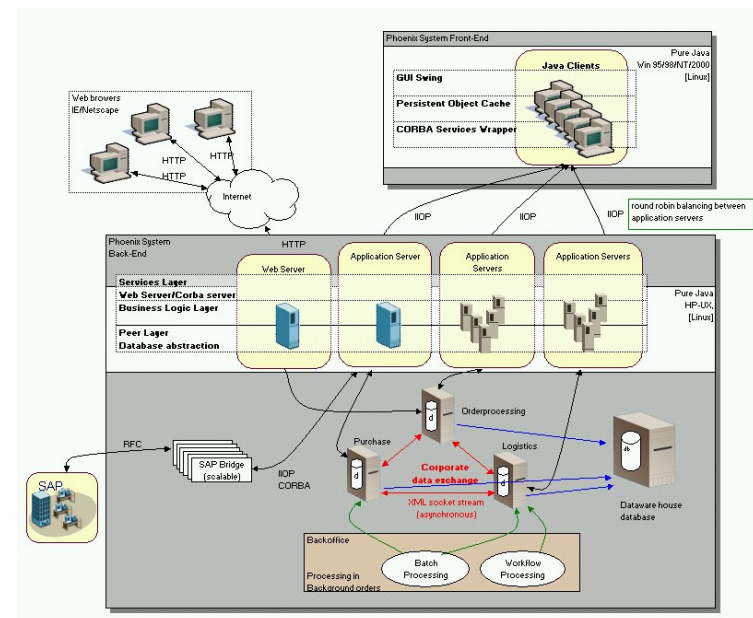 Phoenix System Front-End
Pure Java
Win 95/98/NT/2000
[Linux]
Java Clients
GUI Swing
Persistent Object Cache
CORBA Services Wrapper
Web browers
IE/Netscape
HTTP
HTTP
HTTP
Internet
IIOP
IIOP
IIOP
round robin balancing between
application servers
Phoenix System
Back-End
HTTP
Web Server
Application Server
Application
Servers
Application Servers
Services Layer
Web Server/Corba server
Business Logic Layer
Peer Layer
Database abstraction
Pure Java
HP-UX,
[Linux]
Orderprocessing
d
Purchase
d
Logistics
d
db
Dataware house
database
Corporate
data exchange
XML socket stream
(asynchronous)
RFC
SAP Bridge
(scalable)
IIOP
CORBA
SAP
Backoffice
Batch
Processing
Workflow
Processing
Processing in
Background orders